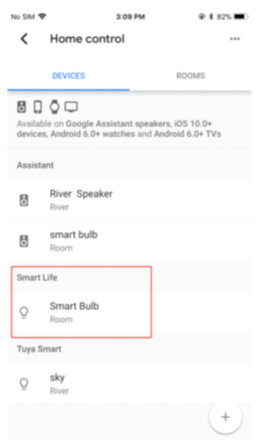 No SIM 3:09 PM 82%
Home control
DEVICES ROOMS
Available on Google Assistant speakers, iOS 10.0+
devices, Android 6.0+ watches and Android 6.0+ TVs
Assistant
River Speaker
River
smart bulb
Room
Smart Life
Smart Bulb
Room
Tuya Smart
sky
River